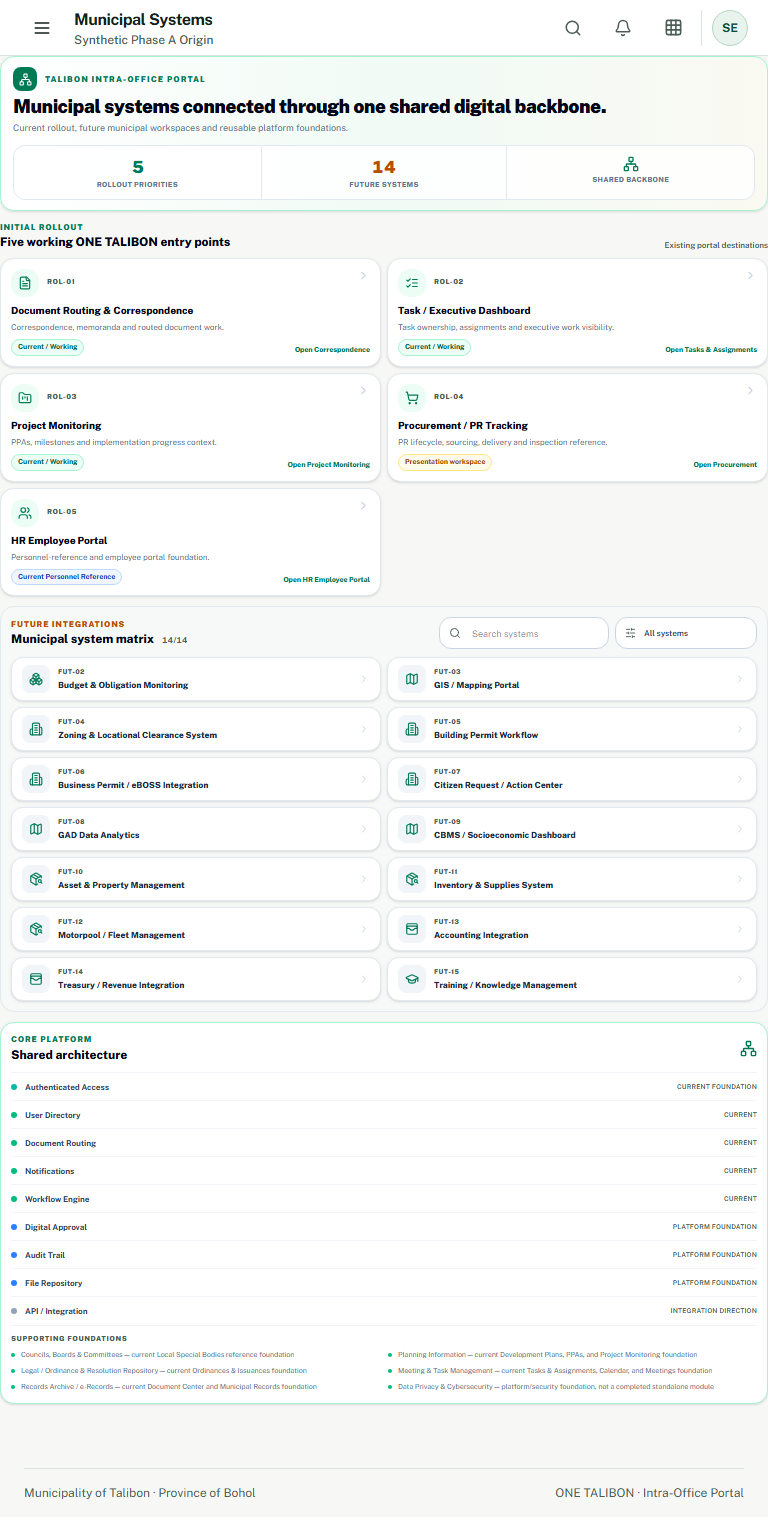 Municipal Systems
Synthetic Phase A Origin
SE
TALIBON INTRA-OFFICE PORTAL
Municipal systems connected through one shared digital backbone.
Current rollout, future municipal workspaces and reusable platform foundations.
5
ROLLOUT PRIORITIES
14
FUTURE SYSTEMS
SHARED BACKBONE
INITIAL ROLLOUT
Five working ONE TALIBON entry points
Existing portal destinations
ROL-01
Document Routing & Correspondence
Correspondence, memoranda and routed document work.
Current / Working
Open Correspondence
ROL-02
Task / Executive Dashboard
Task ownership, assignments and executive work visibility.
Current / Working
Open Tasks & Assignments
ROL-03
Project Monitoring
PPAs, milestones and implementation progress context.
Current / Working
Open Project Monitoring
ROL-04
Procurement / PR Tracking
PR lifecycle, sourcing, delivery and inspection reference.
Presentation workspace
Open Procurement
ROL-05
HR Employee Portal
Personnel-reference and employee portal foundation.
Current Personnel Reference
Open HR Employee Portal
FUTURE INTEGRATIONS
Municipal system matrix 14/14
Search systems
All systems
FUT-02
Budget & Obligation Monitoring
FUT-03
GIS / Mapping Portal
FUT-04
Zoning & Locational Clearance System
FUT-05
Building Permit Workflow
FUT-06
Business Permit / eBOSS Integration
FUT-07
Citizen Request / Action Center
FUT-08
GAD Data Analytics
FUT-09
CBMS / Socioeconomic Dashboard
FUT-10
Asset & Property Management
FUT-11
Inventory & Supplies System
FUT-12
Motorpool / Fleet Management
FUT-13
Accounting Integration
FUT-14
Treasury / Revenue Integration
FUT-15
Training / Knowledge Management
CORE PLATFORM
Shared architecture
Authenticated Access CURRENT FOUNDATION
User Directory CURRENT
Document Routing CURRENT
Notifications CURRENT
Workflow Engine CURRENT
Digital Approval PLATFORM FOUNDATION
Audit Trail PLATFORM FOUNDATION
File Repository PLATFORM FOUNDATION
API / Integration INTEGRATION DIRECTION
SUPPORTING FOUNDATIONS
Councils, Boards & Committees — current Local Special Bodies reference foundation
Planning Information — current Development Plans, PPAs, and Project Monitoring foundation
Legal / Ordinance & Resolution Repository — current Ordinances & Issuances foundation
Meeting & Task Management — current Tasks & Assignments, Calendar, and Meetings foundation
Records Archive / e-Records — current Document Center and Municipal Records foundation
Data Privacy & Cybersecurity — platform/security foundation, not a completed standalone module
Municipality of Talibon · Province of Bohol
ONE TALIBON · Intra-Office Portal